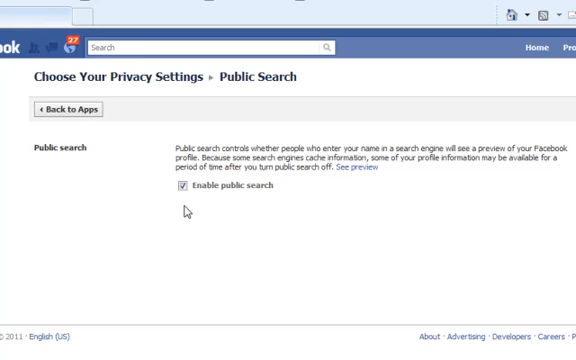 ook 27 Search Home Pro
Choose Your Privacy Settings ▸ Public Search
Back to Apps
Public search
Public search controls whether people who enter your name in a search engine will see a preview of your Facebook
profile. Because some search engines cache information, some of your profile information may be available for a
period of time after you turn public search off. See preview
Enable public search
© 2011 · English (US)
About · Advertising · Developers · Careers · P